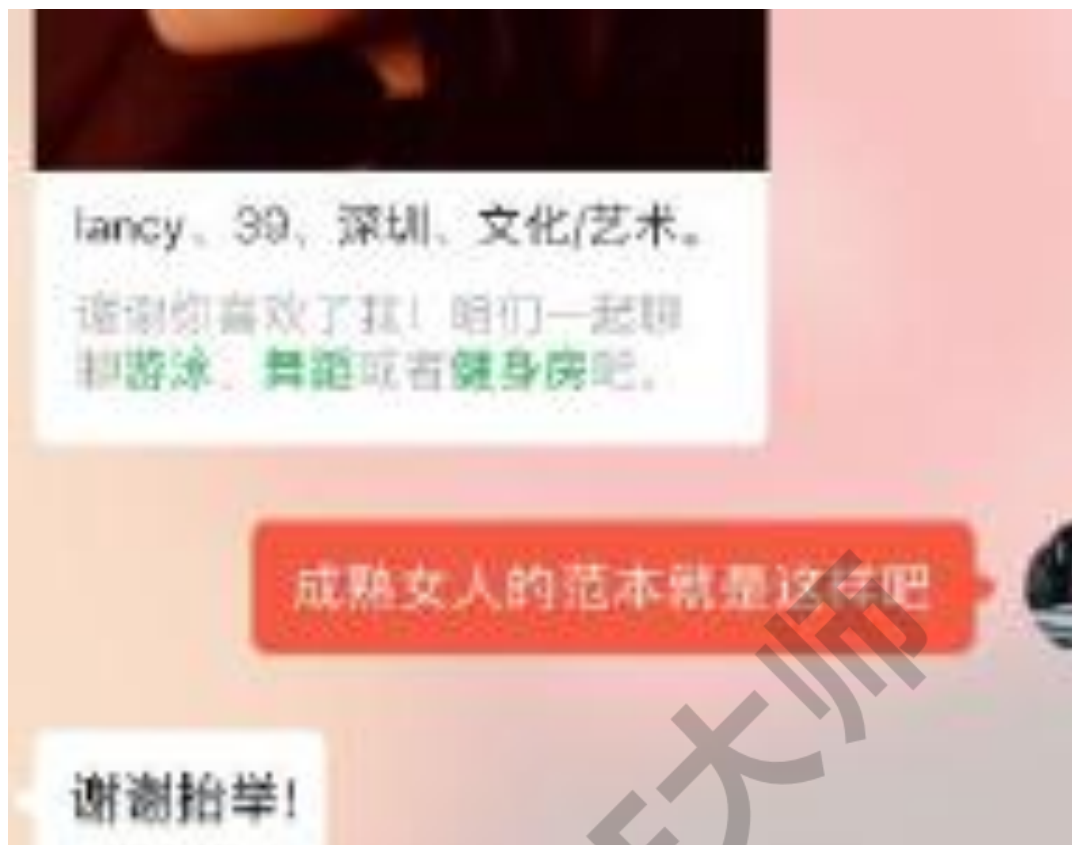 lancy、39、深圳、文化/艺术。
谢谢你喜欢了我！咱们一起聊
聊游泳、舞蹈或者健身房吧。
成熟女人的范本就是这样吧
谢谢抬举！
大师